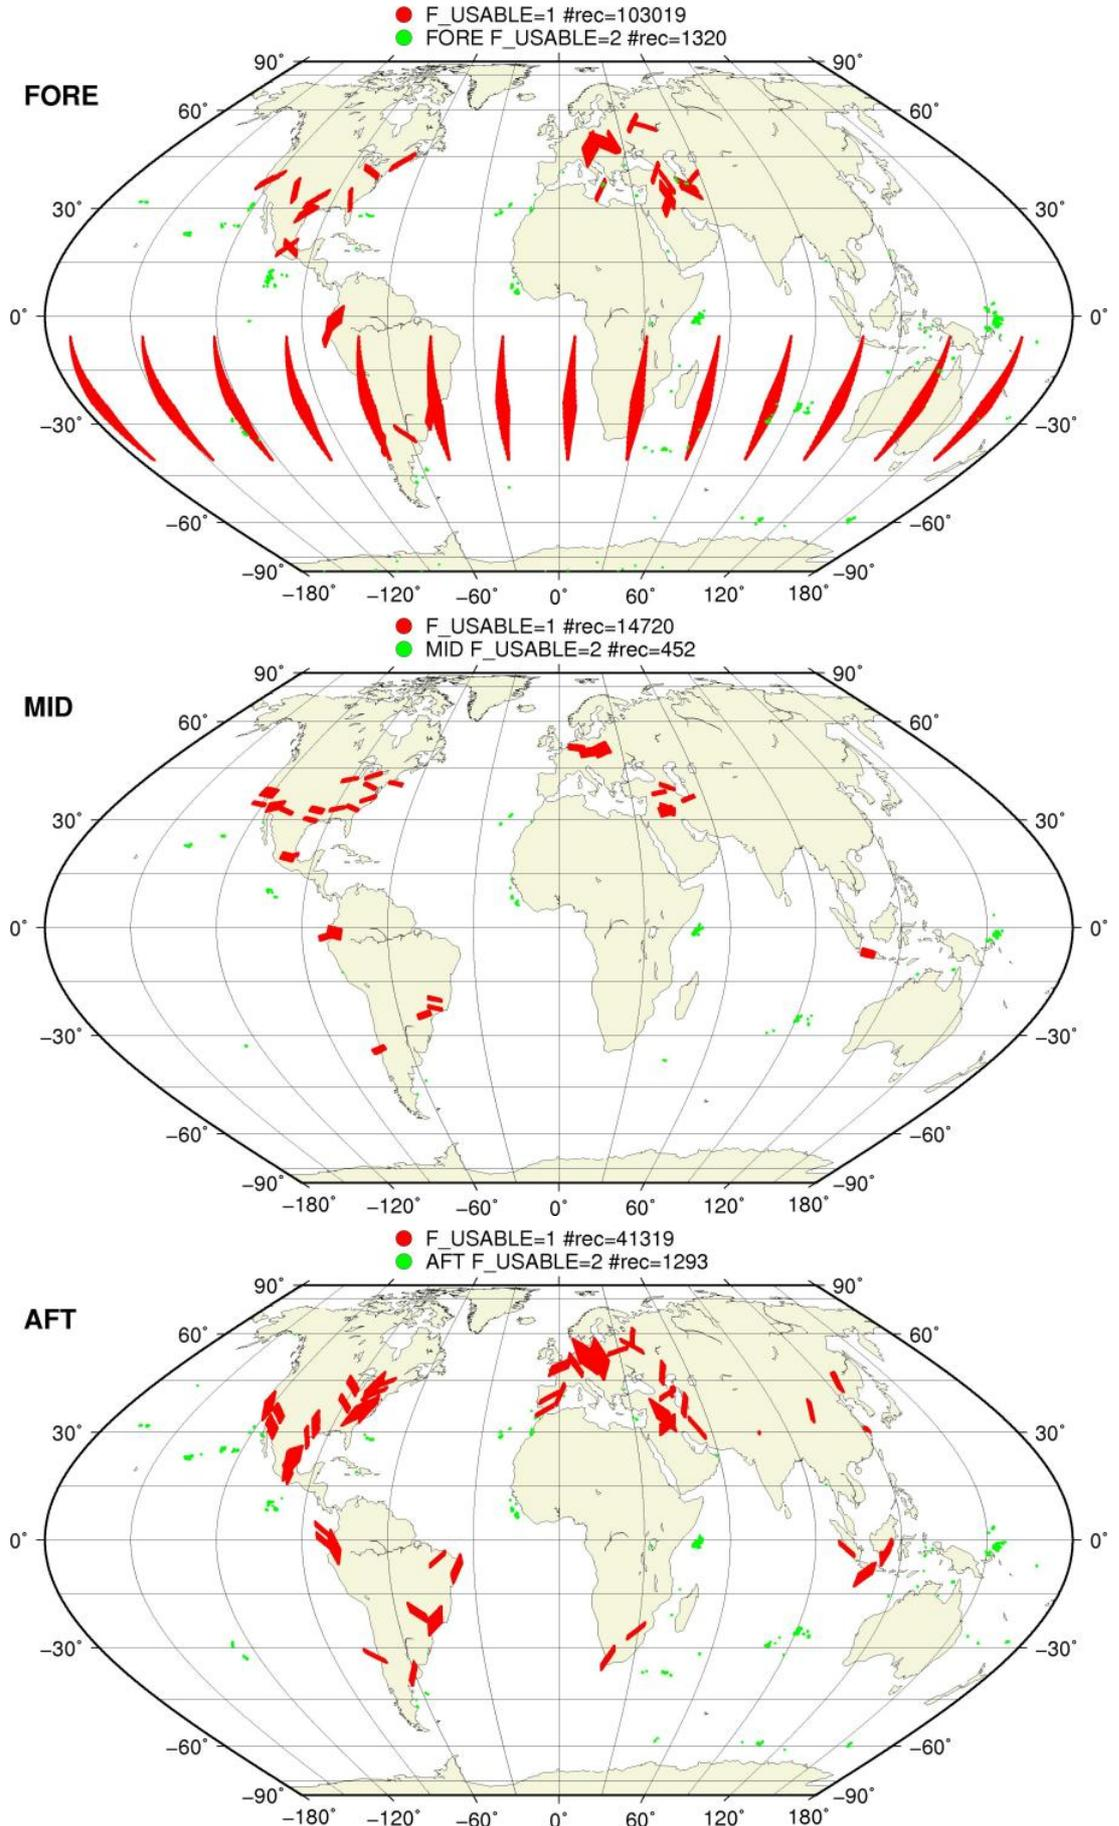 F_USABLE=1 #rec=103019
FORE F_USABLE=2 #rec=1320
FORE
90˚ 90˚
60˚ 60˚
30˚ 30˚
0˚ 0˚
−30˚ −30˚
−60˚ −60˚
−90˚ −90˚
−180˚ −120˚ −60˚ 0˚ 60˚ 120˚ 180˚
F_USABLE=1 #rec=14720
MID F_USABLE=2 #rec=452
MID
90˚ 90˚
60˚ 60˚
30˚ 30˚
0˚ 0˚
−30˚ −30˚
−60˚ −60˚
−90˚ −90˚
−180˚ −120˚ −60˚ 0˚ 60˚ 120˚ 180˚
F_USABLE=1 #rec=41319
AFT F_USABLE=2 #rec=1293
AFT
90˚ 90˚
60˚ 60˚
30˚ 30˚
0˚ 0˚
−30˚ −30˚
−60˚ −60˚
−90˚ −90˚
−180˚ −120˚ −60˚ 0˚ 60˚ 120˚ 180˚